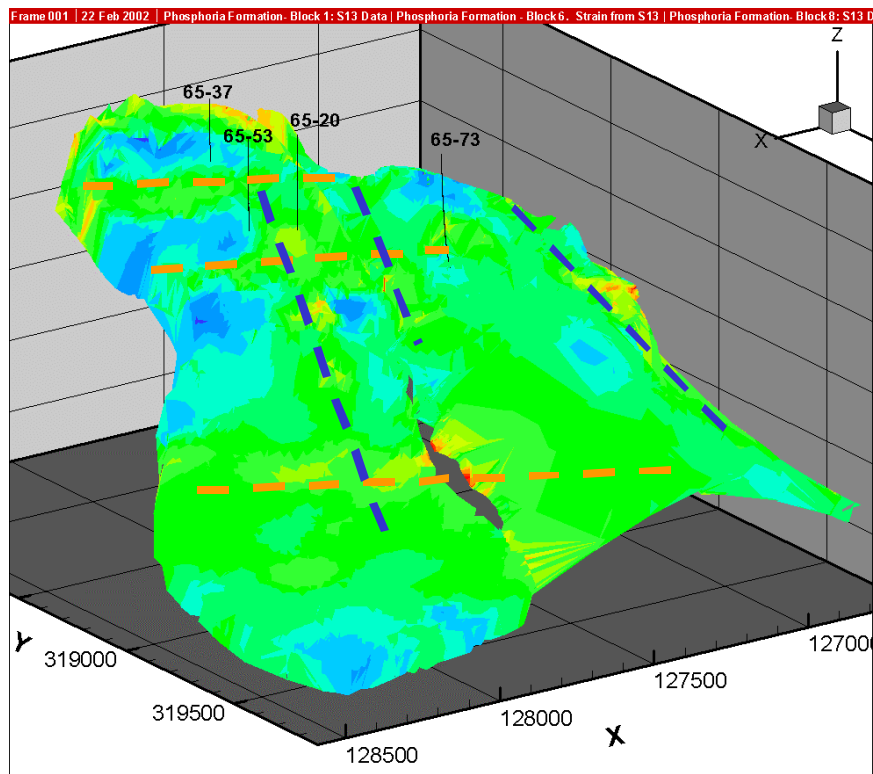 Frame 001 | 22 Feb 2002 | Phosphoria Formation- Block 1: S13 Data | Phosphoria Formation - Block 6. Strain from S13 | Phosphoria Formation- Block 8: S13 D
Z
X
65-37
65-20
65-53
65-73
Y
319000
319500
128500
128000
127500
127000
X